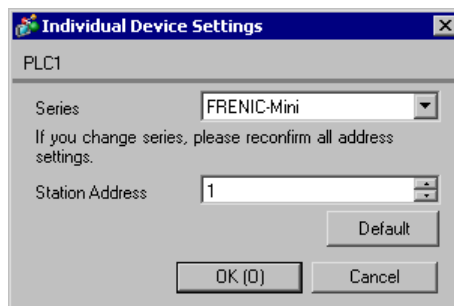 Individual Device Settings
PLC1
Series FRENIC-Mini
If you change series, please reconfirm all address
settings.
Station Address 1
Default
OK (O) Cancel